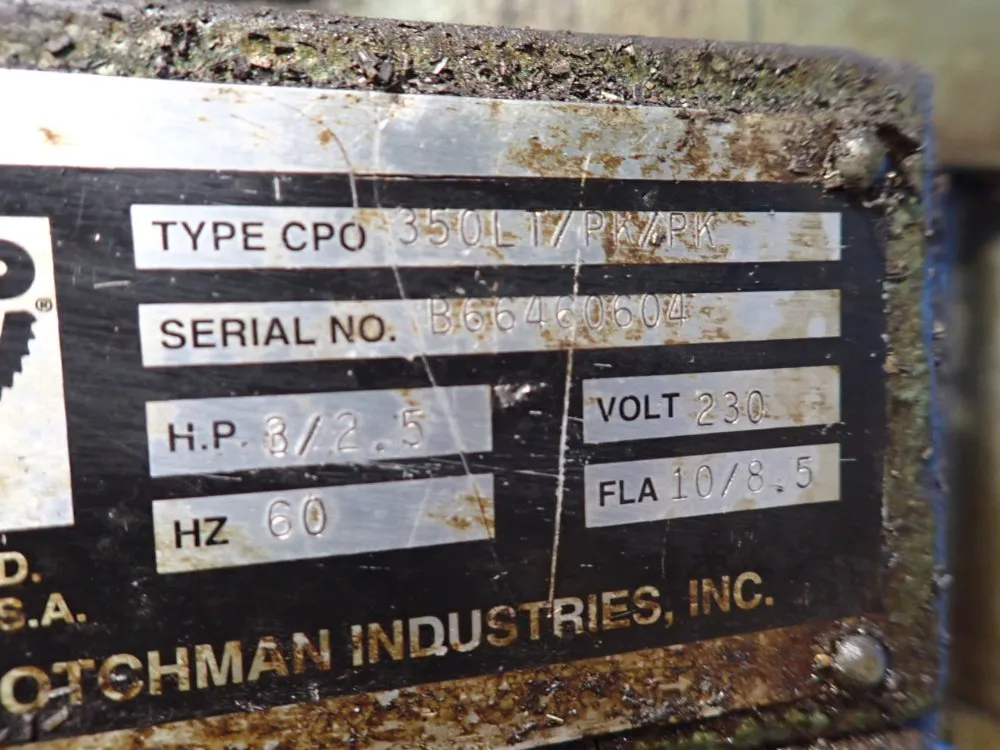 P
®
TYPE CPO 350LT/PK/PK
SERIAL NO. B66460604
H.P. 3/2.5 VOLT 230
HZ 60 FLA 10/8.5
D.
S.A.
OTCHMAN INDUSTRIES, INC.